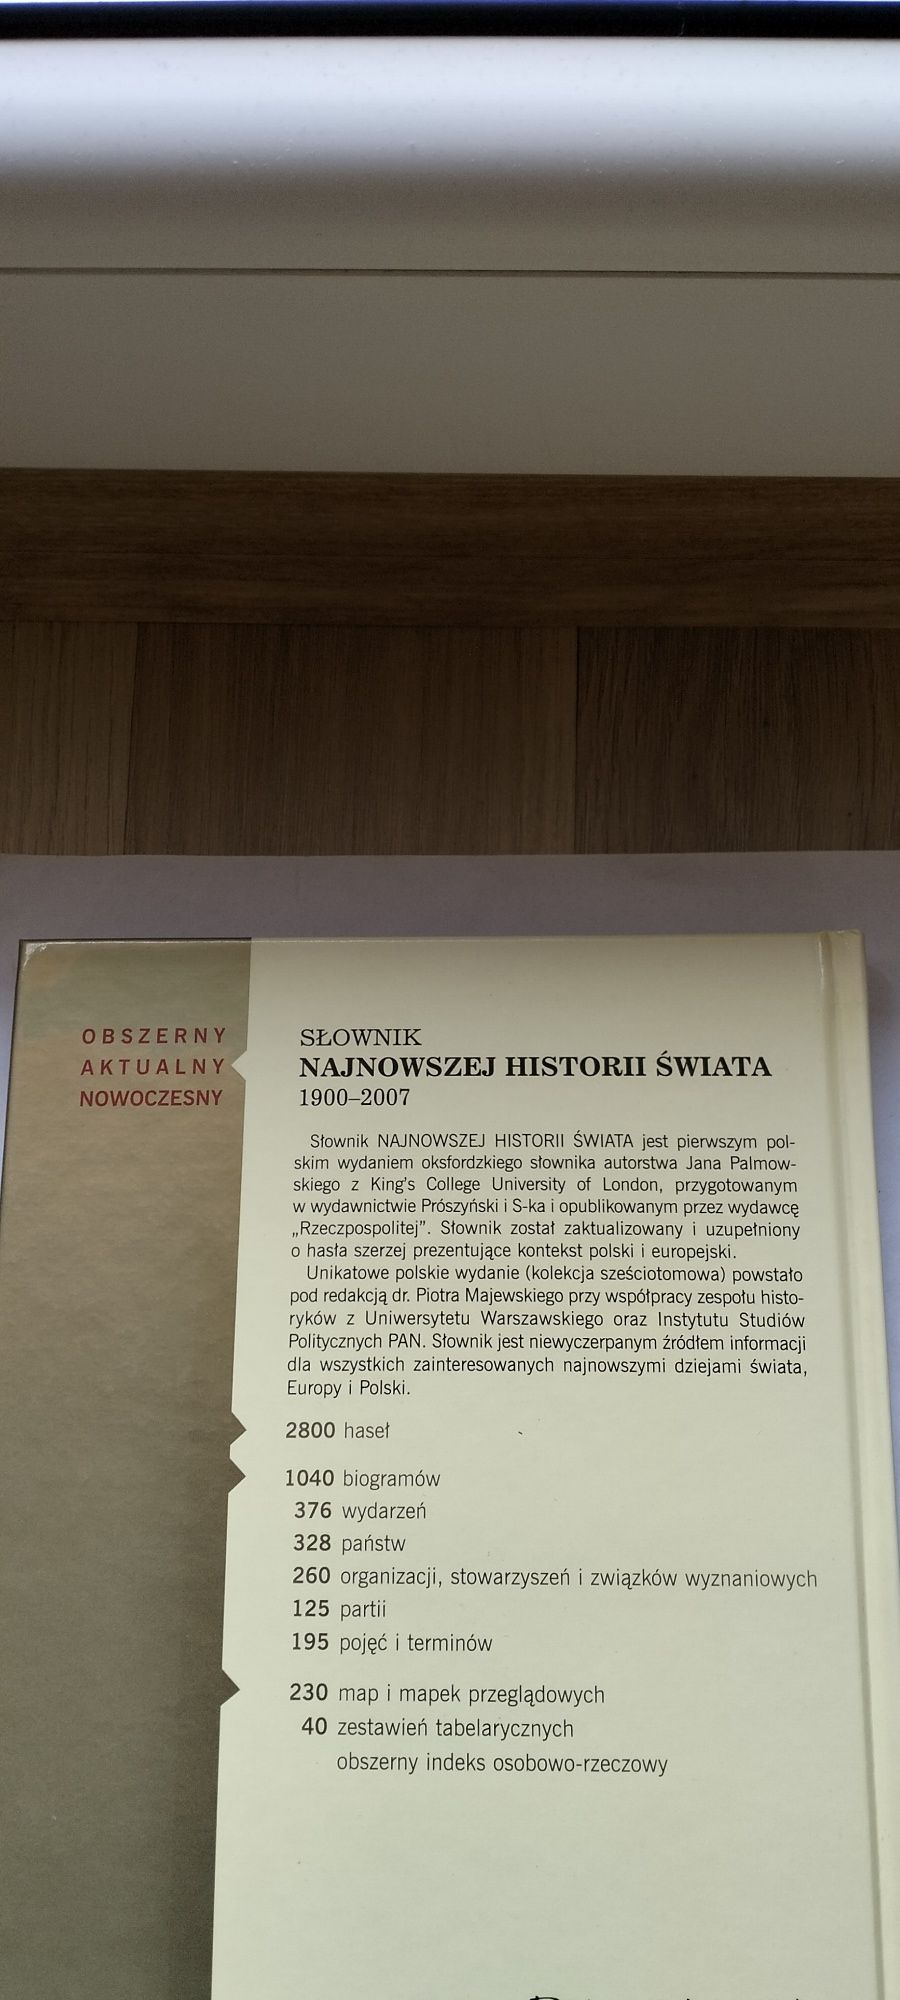 OBSZERNY
AKTUALNY
NOWOCZESNY
SŁOWNIK
NAJNOWSZEJ HISTORII ŚWIATA
1900–2007
Słownik NAJNOWSZEJ HISTORII ŚWIATA jest pierwszym pol-
skim wydaniem oksfordzkiego słownika autorstwa Jana Palmow-
skiego z King's College University of London, przygotowanym
w wydawnictwie Prószyński i S-ka i opublikowanym przez wydawcę
„Rzeczpospolitej”. Słownik został zaktualizowany i uzupełniony
o hasła szerzej prezentujące kontekst polski i europejski.
Unikatowe polskie wydanie (kolekcja sześciotomowa) powstało
pod redakcją dr. Piotra Majewskiego przy współpracy zespołu histo-
ryków z Uniwersytetu Warszawskiego oraz Instytutu Studiów
Politycznych PAN. Słownik jest niewyczerpanym źródłem informacji
dla wszystkich zainteresowanych najnowszymi dziejami świata,
Europy i Polski.
2800 haseł
1040 biogramów
376 wydarzeń
328 państw
260 organizacji, stowarzyszeń i związków wyznaniowych
125 partii
195 pojęć i terminów
230 map i mapek przeglądowych
40 zestawień tabelarycznych
obszerny indeks osobowo-rzeczowy